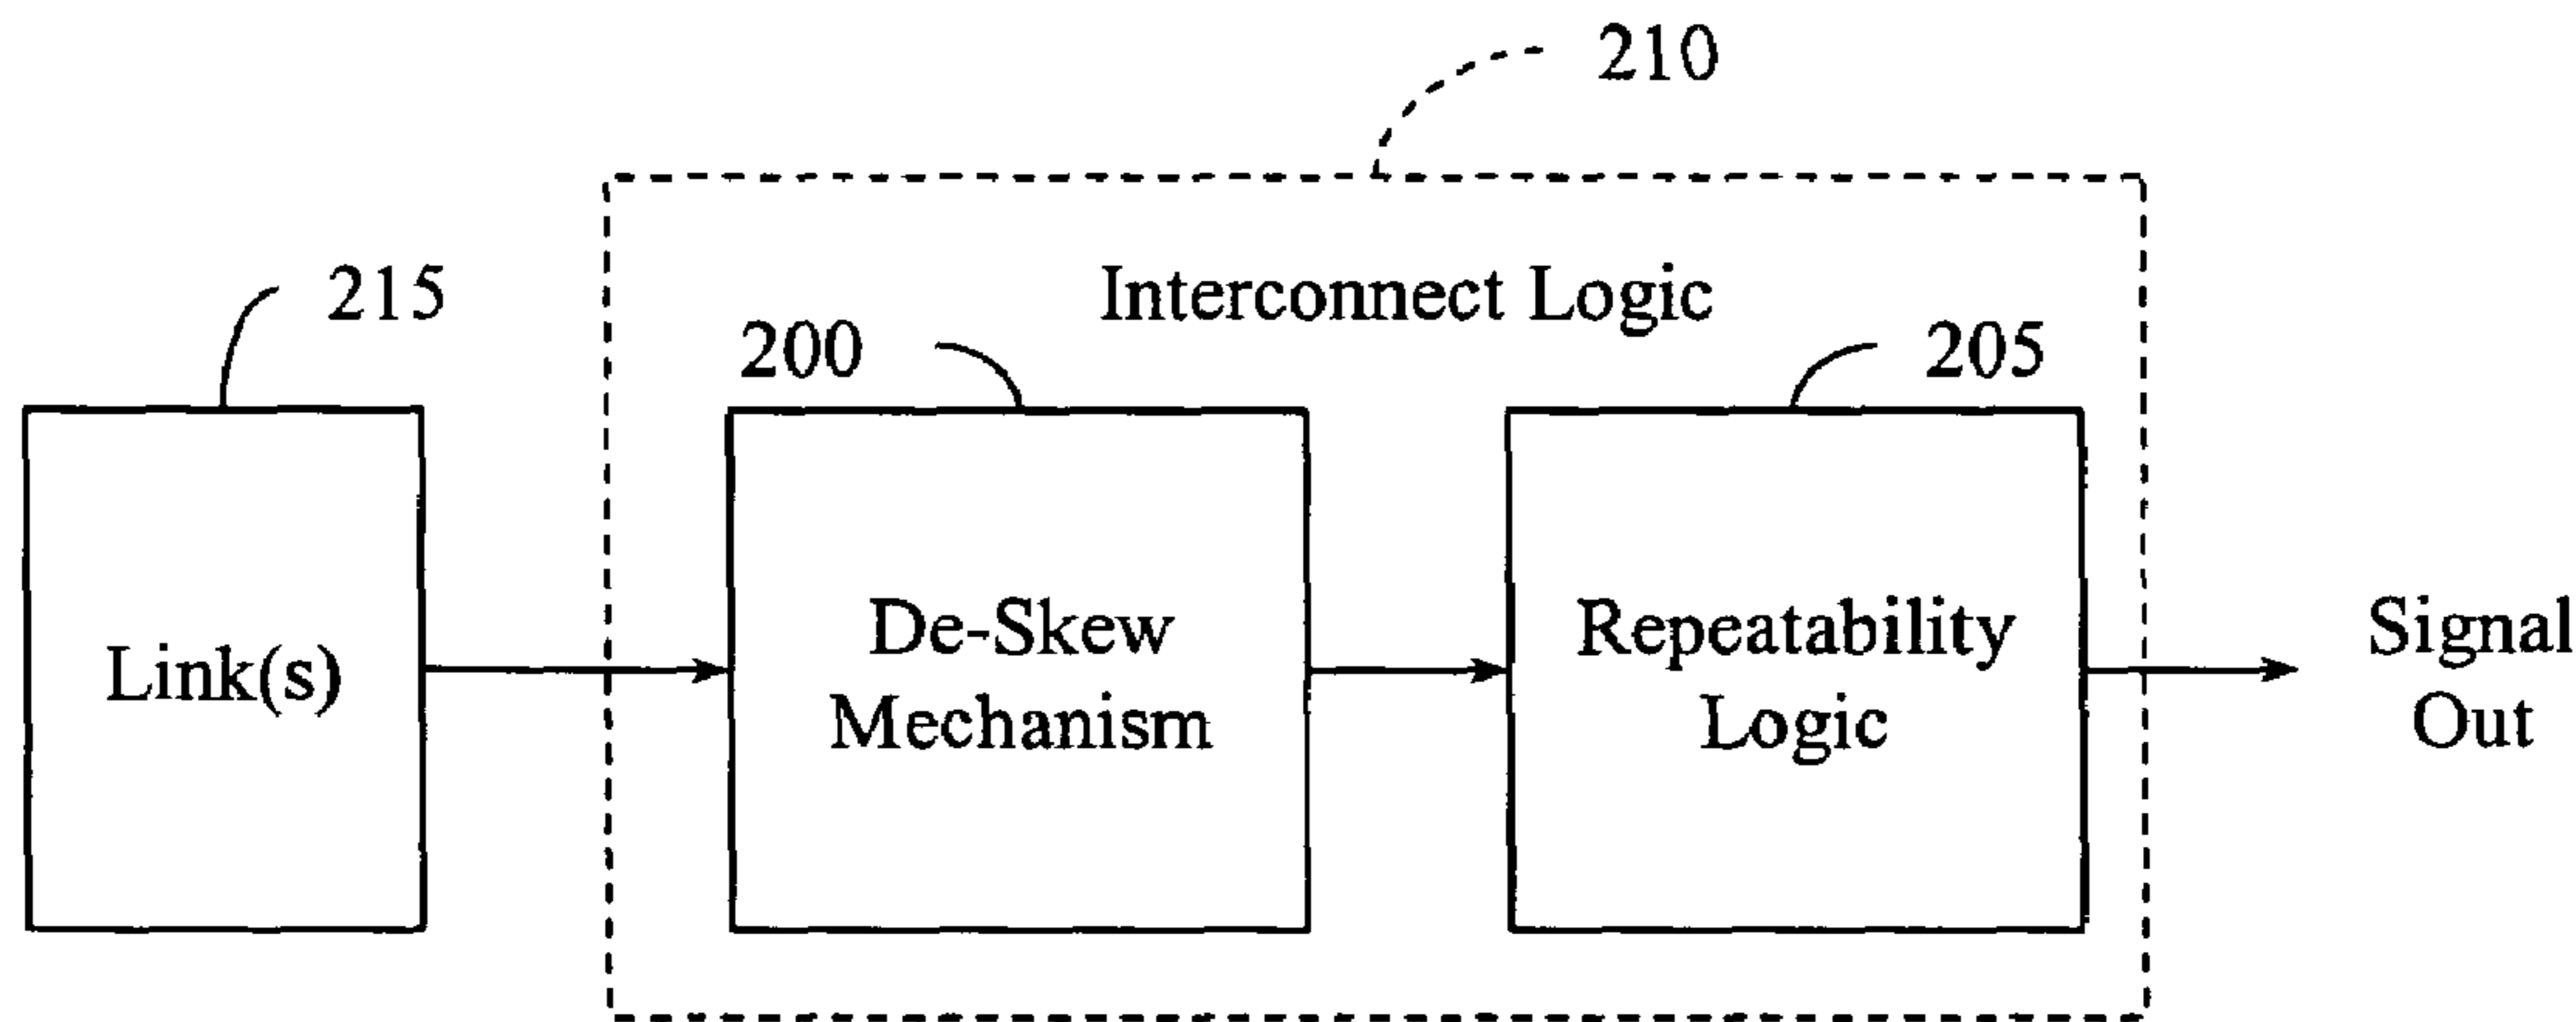 210
215
Interconnect Logic
200
205
Link(s)
De-Skew
Mechanism
Repeatability
Logic
Signal
Out